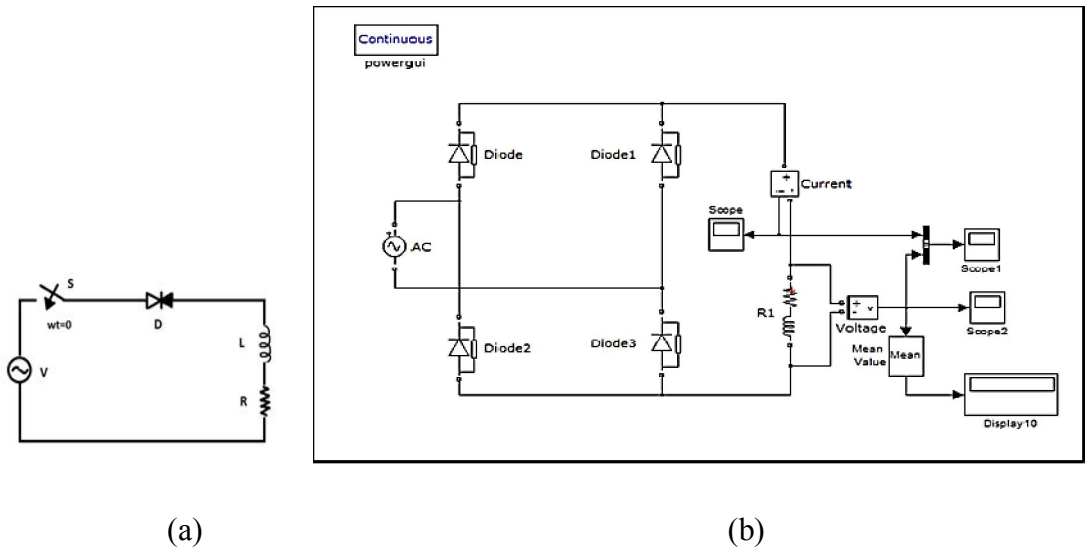 Continuous
powergui
Diode
Diode1
Current
Scope
AC
Scope1
S
wt=0
D
R1
Voltage
Scope2
Diode2
Diode3
Mean
Value
Mean
L
V
R
Display10
(a)
(b)